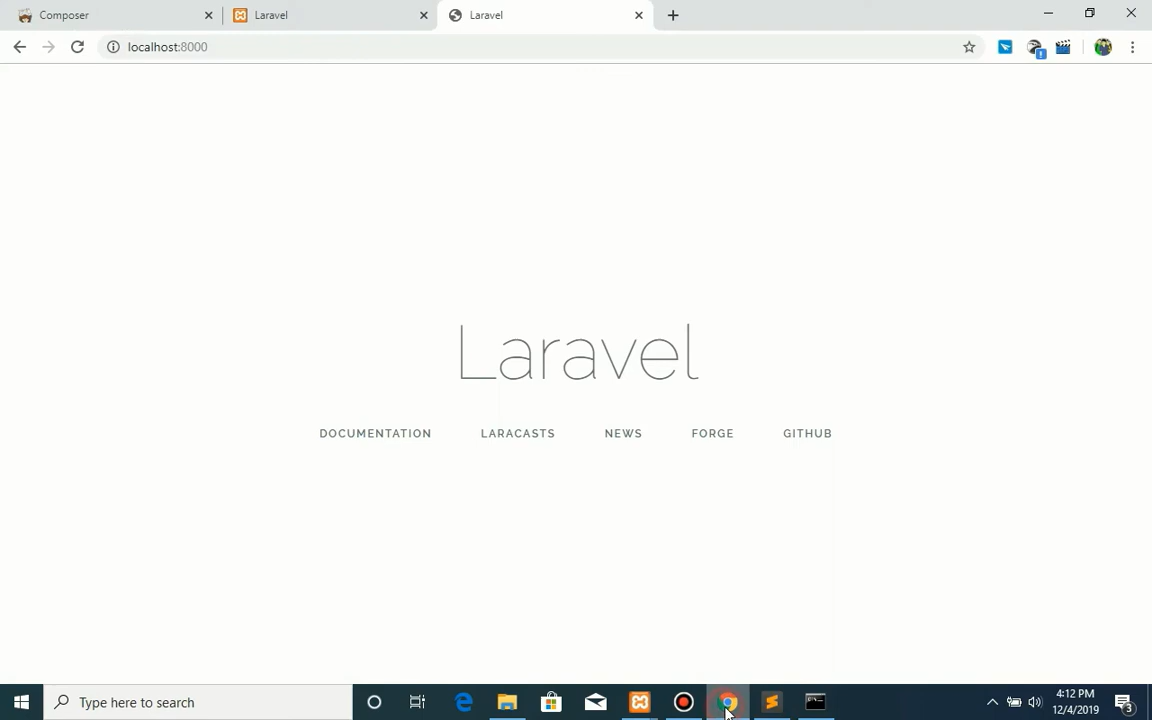 Composer
Laravel
Laravel
localhost:8000
Laravel
DOCUMENTATION LARACASTS NEWS FORGE GITHUB
Type here to search
4:12 PM
12/4/2019
3